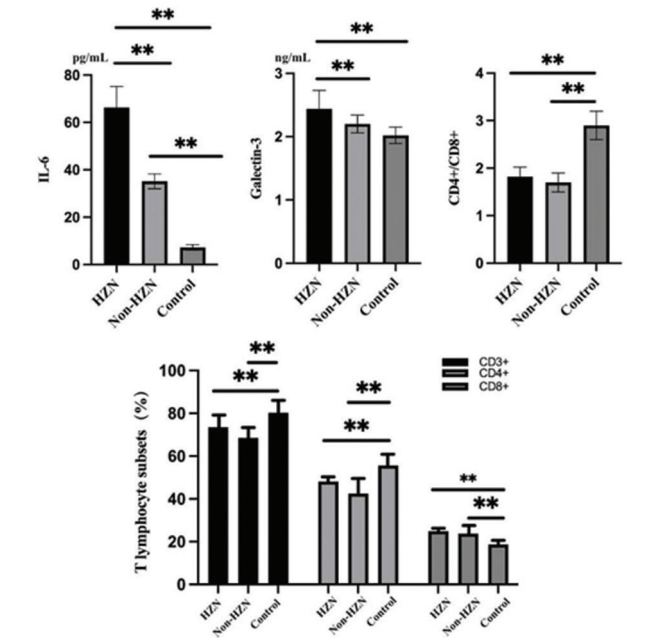 **
**
**
pg/mL
80
60
40
20
0
IL-6
HZN
Non-HZN
Control
**
**
ng/mL
3
2
1
0
Galectin-3
HZN
Non-HZN
Control
**
**
4
3
2
1
0
CD4+/CD8+
HZN
Non-HZN
Control
CD3+
CD4+
CD8+
**
**
**
**
**
**
100
80
60
40
20
0
T lymphocyte subsets (%)
HZN
Non-HZN
Control
HZN
Non-HZN
Control
HZN
Non-HZN
Control